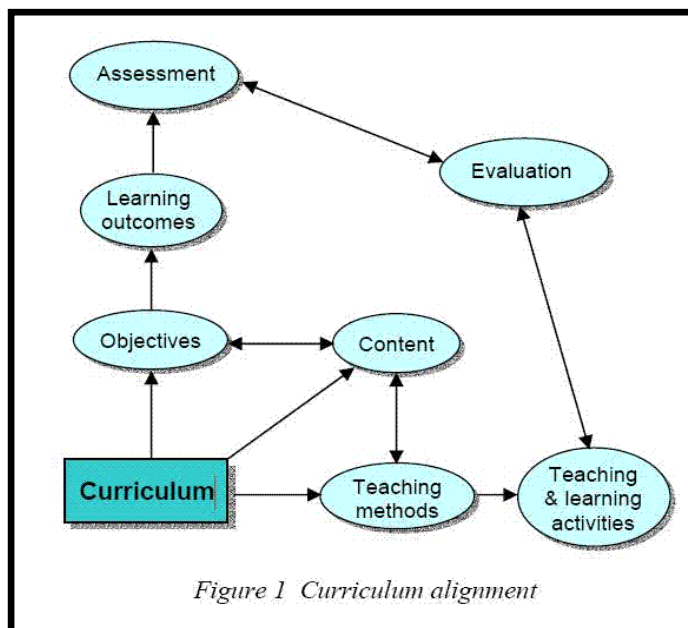 Assessment
Evaluation
Learning
outcomes
Objectives
Content
Curriculum
Teaching
methods
Teaching
& learning
activities
Figure 1 Curriculum alignment